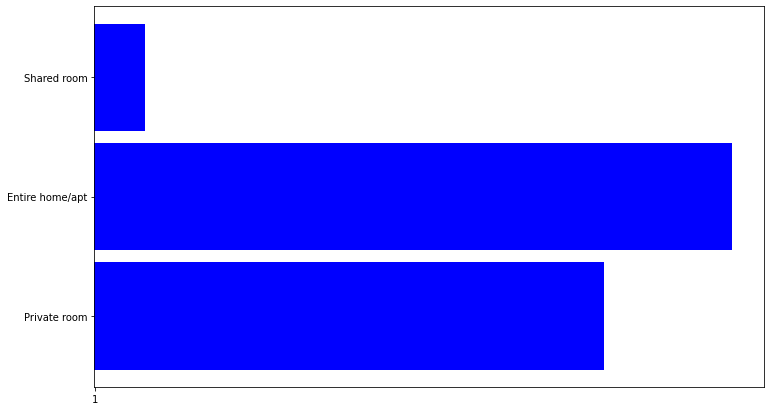 Shared room
Entire home/apt
Private room
1